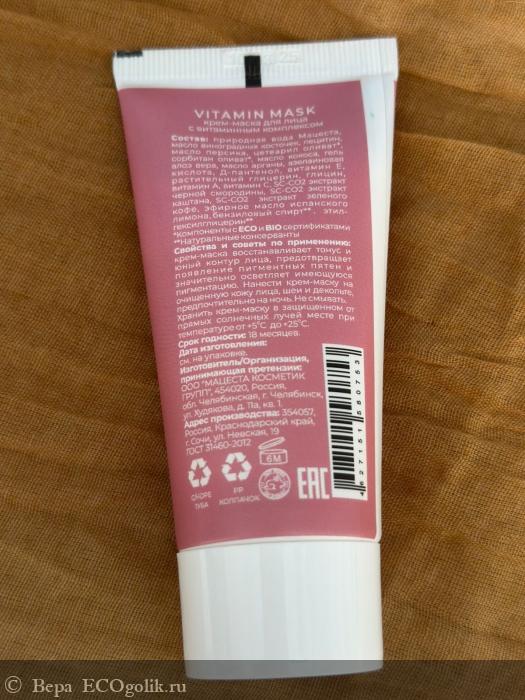 VITAMIN MASK
крем-маска для лица
с витаминным комплексом
Состав: природная вода Мацеста,
масло виноградных косточек, лецитин,
масло персика, цетеарил оливат*,
сорбитан оливат*, масло кокоса, гель
алоэ вера, масло арганы, азелаиновая
кислота, Д-пантенол, витамин Е,
растительный глицерин, глицин,
витамин А, витамин С, SC-CO2 экстракт
черной смородины, SC-CO2 экстракт
каштана, SC-CO2 экстракт зеленого
кофе, эфирное масло испанского
лимона, бензиловый спирт**, этил-
гексилглицерин**
*Компоненты с ECO и BIO сертификатами
**Натуральные консерванты
Свойства и советы по применению:
крем-маска восстанавливает тонус и
юный контур лица, предотвращает
появление пигментных пятен и
значительно осветляет имеющуюся
пигментацию. Нанести крем-маску на
очищенную кожу лица, шеи и декольте,
предпочтительно на ночь. Не смывать.
Хранить крем-маску в защищенном от
прямых солнечных лучей месте при
температуре от +5°С до +25°С.
Срок годности: 18 месяцев.
Дата изготовления:
см. на упаковке.
Изготовитель/Организация,
принимающая претензии:
ООО "МАЦЕСТА КОСМЕТИК
ГРУПП", 454020, Россия,
обл. Челябинская, г. Челябинск,
ул. Худякова, д. 11а, кв. 1.
Адрес производства: 354057,
Россия, Краснодарский край,
г. Сочи, ул. Невская, 19
ГОСТ 31460-2012
6М
ТУБА
PP
КОЛПАЧОК
EAC
4 627151 580753
© Вера ECOgolik.ru